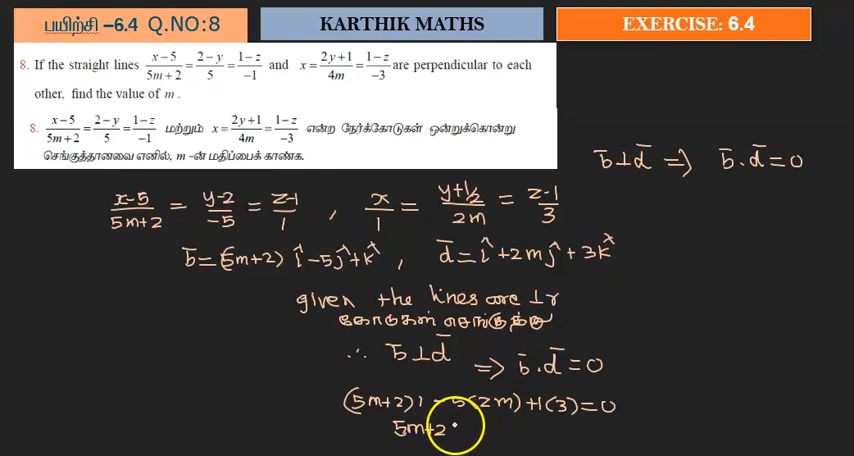 பயிற்சி –6.4 Q.NO:8
KARTHIK MATHS
EXERCISE: 6.4
8. If the straight lines (x−5)/(5m+2) = (2−y)/5 = (1−z)/−1 and x = (2y+1)/4m = (1−z)/−3 are perpendicular to each
other, find the value of m .
8. (x−5)/(5m+2) = (2−y)/5 = (1−z)/−1 மற்றும் x = (2y+1)/4m = (1−z)/−3 என்ற நேர்க்கோடுகள் ஒன்றுக்கொன்று
செங்குத்தானவை எனில், m -ன் மதிப்பைக் காண்க.
b̄ ⊥ d̄ ⇒ b̄ . d̄ = 0
(x-5)/(5m+2) = (y-2)/-5 = (z-1)/1 , x/1 = (y+1/2)/2m = (z-1)/3
b̄ = (5m+2) î -5ĵ + k̂ , d̄ = î +2mĵ + 3k̂
given the lines are ⊥r
கோடுகள் செங்குத்து
∴ b̄ ⊥ d̄ ⇒ b̄ . d̄ = 0
(5m+2)1 - 5(2m) +1(3) = 0
5m+2